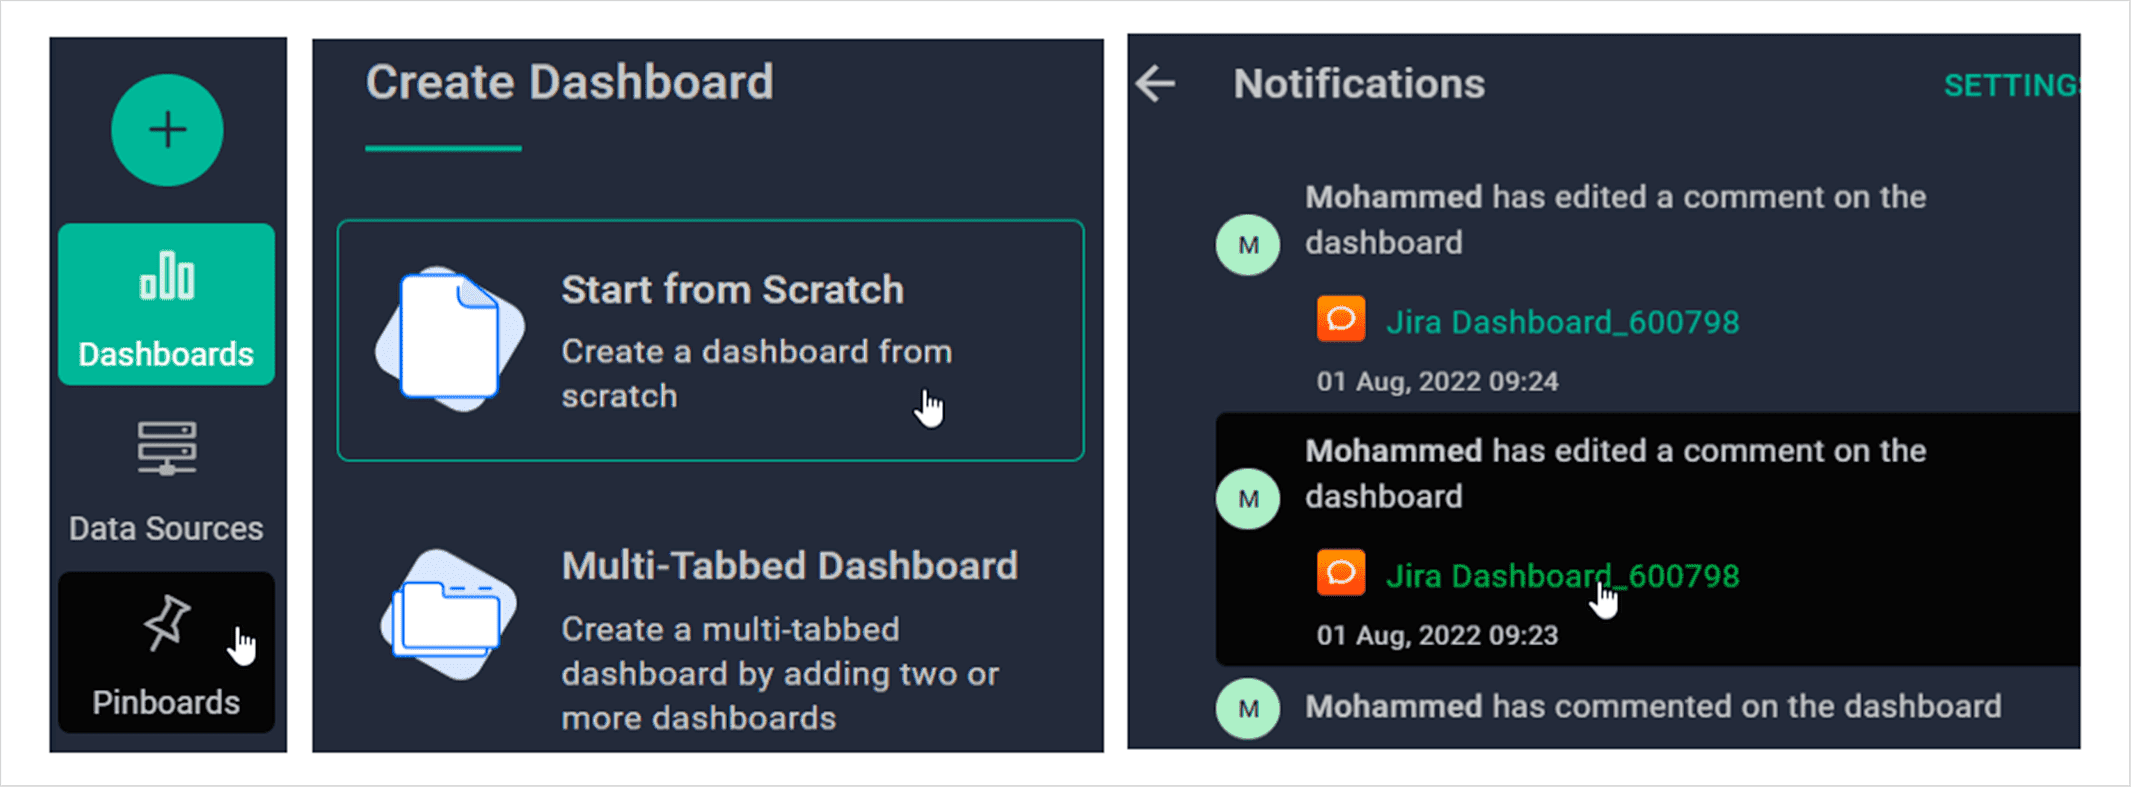 Dashboards
Data Sources
Pinboards
Create Dashboard
Start from Scratch
Create a dashboard from
scratch
Multi-Tabbed Dashboard
Create a multi-tabbed
dashboard by adding two or
more dashboards
Notifications
SETTINGS
Mohammed has edited a comment on the
M
dashboard
Jira Dashboard_600798
01 Aug, 2022 09:24
Mohammed has edited a comment on the
M
dashboard
Jira Dashboard_600798
01 Aug, 2022 09:23
M
Mohammed has commented on the dashboard